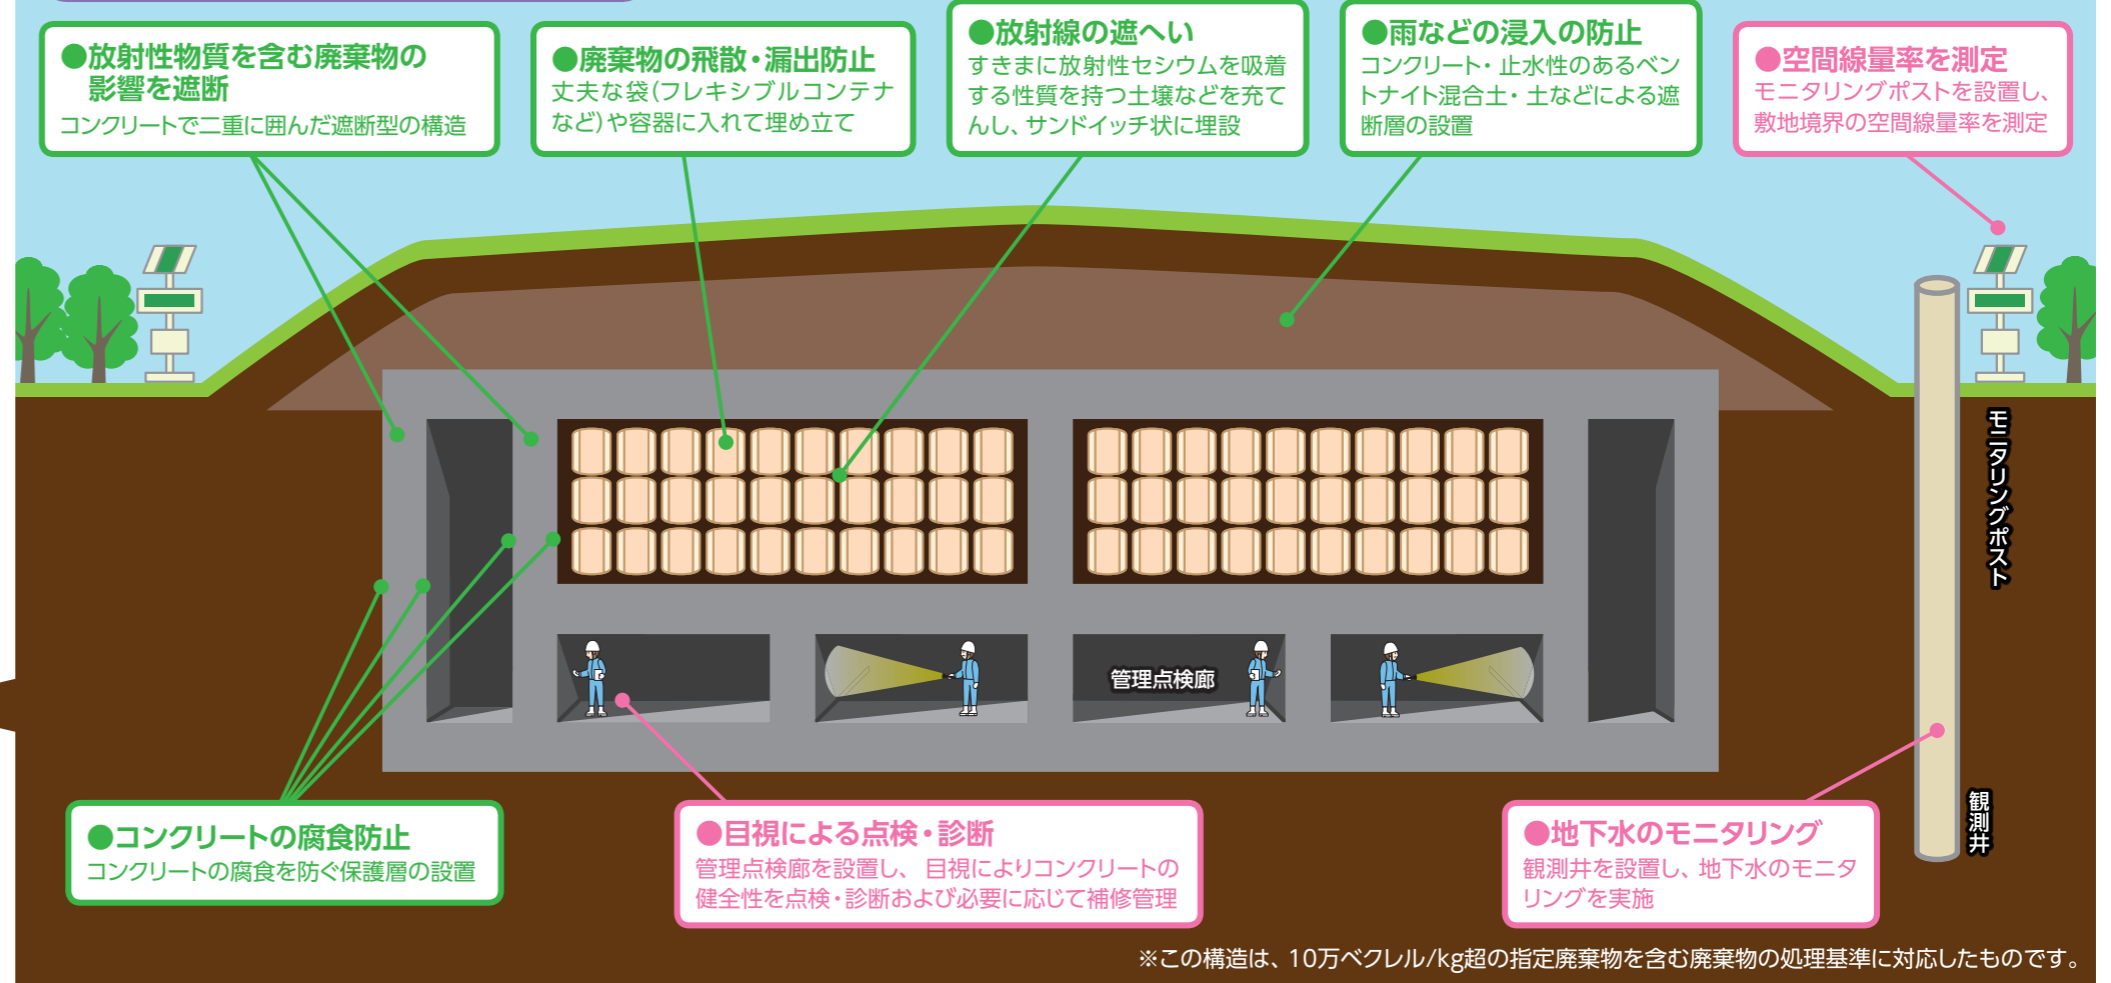 ●放射性物質を含む廃棄物の
影響を遮断
コンクリートで二重に囲んだ遮断型の構造
●廃棄物の飛散・漏出防止
丈夫な袋(フレキシブルコンテナ
など)や容器に入れて埋め立て
●放射線の遮へい
すきまに放射性セシウムを吸着
する性質を持つ土壌などを充て
んし、サンドイッチ状に埋設
●雨などの浸入の防止
コンクリート・止水性のあるベン
トナイト混合土・土などによる遮
断層の設置
●空間線量率を測定
モニタリングポストを設置し、
敷地境界の空間線量率を測定
モニタリングポスト
管理点検廊
観測井
●コンクリートの腐食防止
コンクリートの腐食を防ぐ保護層の設置
●目視による点検・診断
管理点検廊を設置し、目視によりコンクリートの
健全性を点検・診断および必要に応じて補修管理
●地下水のモニタリング
観測井を設置し、地下水のモニタ
リングを実施
※この構造は、10万ベクレル/kg超の指定廃棄物を含む廃棄物の処理基準に対応したものです。